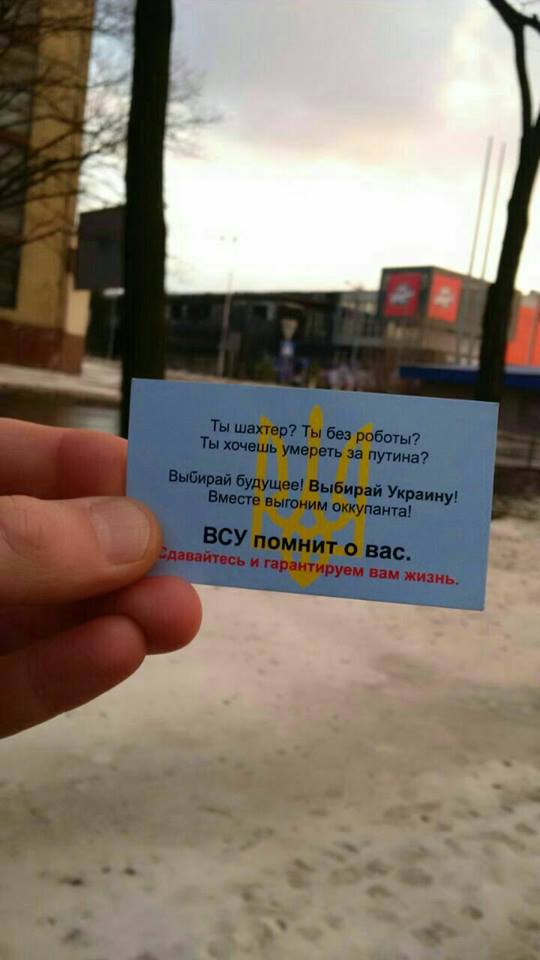 Ты шахтер? Ты без роботы?
Ты хочешь умереть за путина?
Выбирай будущее! Выбирай Украину!
Вместе выгоним оккупанта!
ВСУ помнит о вас.
Сдавайтесь и гарантируем вам жизнь.